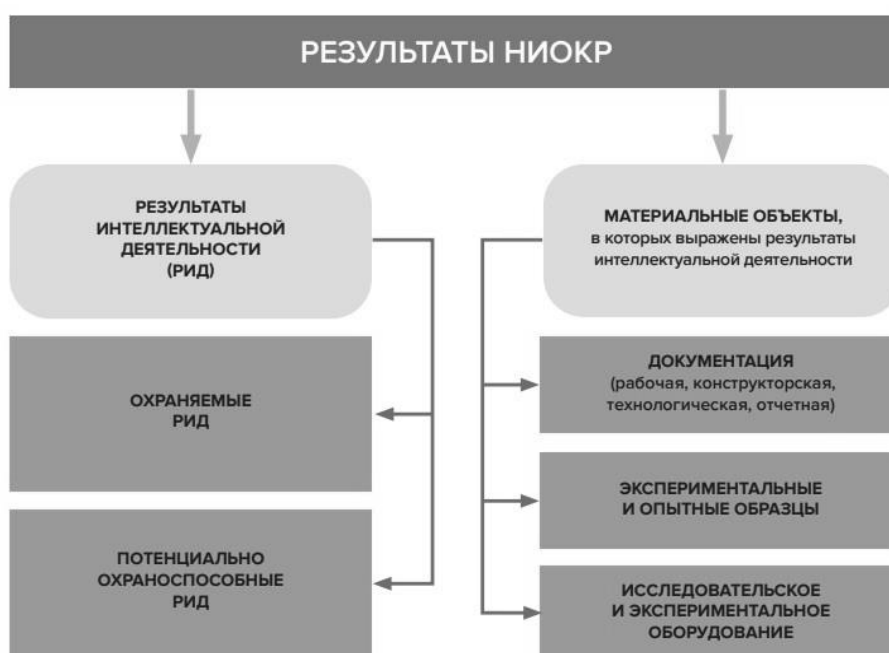 РЕЗУЛЬТАТЫ НИОКР
РЕЗУЛЬТАТЫ
ИНТЕЛЛЕКТУАЛЬНОЙ
ДЕЯТЕЛЬНОСТИ
(РИД)
ОХРАНЯЕМЫЕ
РИД
ПОТЕНЦИАЛЬНО
ОХРАНОСПОСОБНЫЕ
РИД
МАТЕРИАЛЬНЫЕ ОБЪЕКТЫ,
в которых выражены результаты
интеллектуальной деятельности
ДОКУМЕНТАЦИЯ
(рабочая, конструкторская,
технологическая, отчетная)
ЭКСПЕРИМЕНТАЛЬНЫЕ
И ОПЫТНЫЕ ОБРАЗЦЫ
ИССЛЕДОВАТЕЛЬСКОЕ
И ЭКСПЕРИМЕНТАЛЬНОЕ
ОБОРУДОВАНИЕ